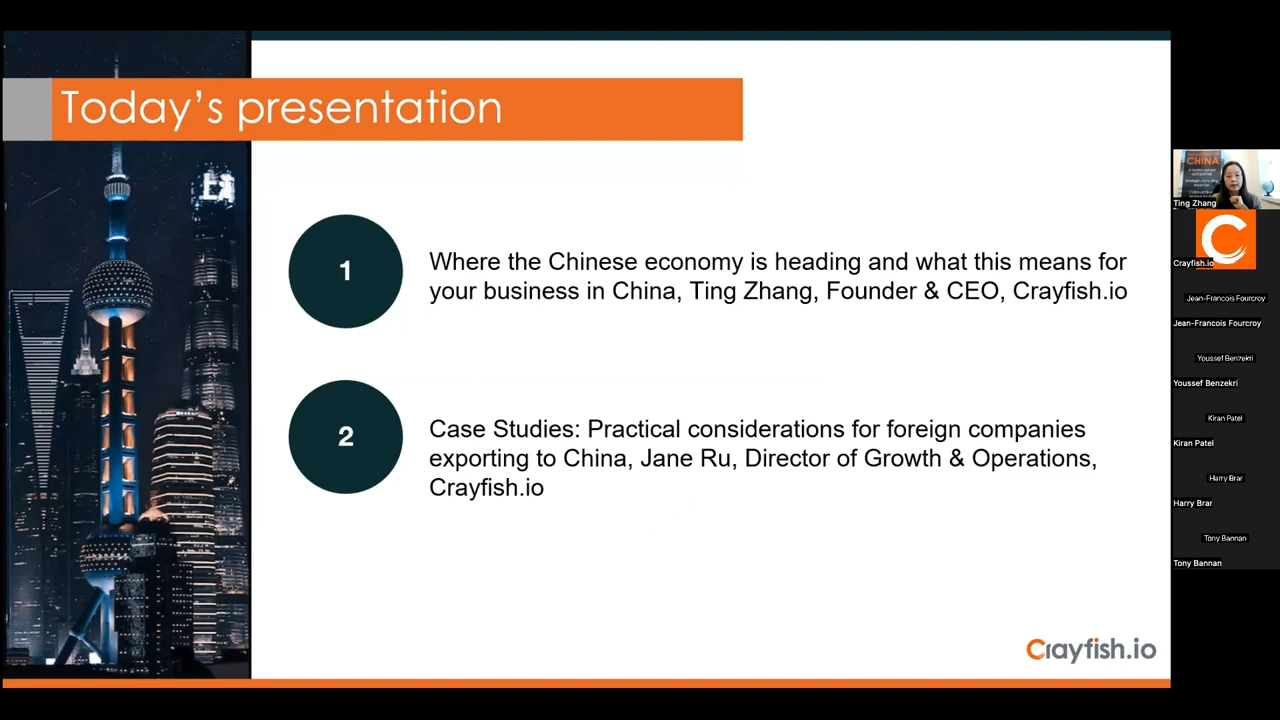 Today's presentation
1
Where the Chinese economy is heading and what this means for
your business in China, Ting Zhang, Founder & CEO, Crayfish.io
2
Case Studies: Practical considerations for foreign companies
exporting to China, Jane Ru, Director of Growth & Operations,
Crayfish.io
Crayfish.io
CHINA
Ting Zhang
Crayfish.io
Jean-Francois Fourcroy
Jean-Francois Fourcroy
Youssef Benzekri
Youssef Benzekri
Kiran Patel
Kiran Patel
Harry Brar
Harry Brar
Tony Bannan
Tony Bannan